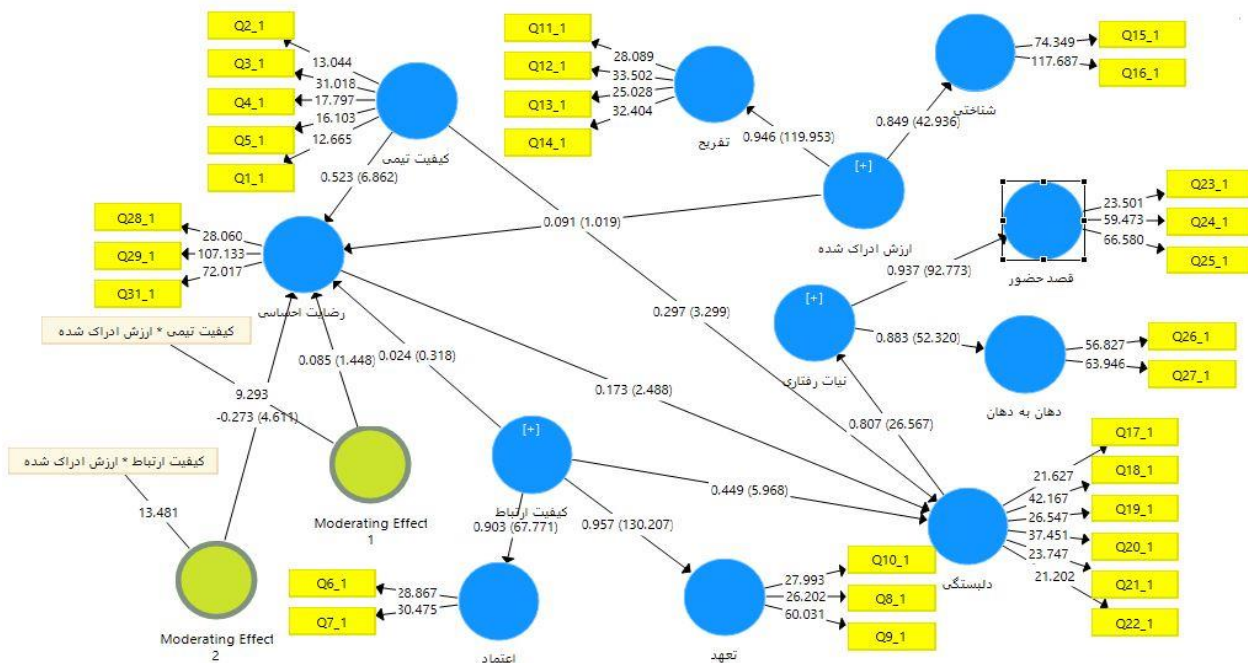 Q2_1
Q3_1
Q4_1
Q5_1
Q1_1
13.044
31.018
17.797
16.103
12.665
کیفیت تیمی
0.523 (6.862)
Q11_1
Q12_1
Q13_1
Q14_1
28.089
33.502
25.028
32.404
تفریح
0.946 (119.953)
Q15_1
Q16_1
74.349
117.687
شناختی
0.849 (42.936)
[+]
ارزش ادراک شده
0.091 (1.019)
Q23_1
Q24_1
Q25_1
23.501
59.473
66.580
قصد حضور
0.937 (92.773)
Q28_1
Q29_1
Q31_1
28.060
107.133
72.017
رضایت احساسی
0.297 (3.299)
[+]
نیات رفتاری
0.883 (52.320)
Q26_1
Q27_1
56.827
63.946
دهان به دهان
کیفیت تیمی * ارزش ادراک شده
0.085 (1.448)
0.024 (0.318)
0.173 (2.488)
9.293
-0.273 (4.611)
0.807 (26.567)
کیفیت ارتباط * ارزش ادراک شده
13.481
Moderating Effect
1
[+]
کیفیت ارتباط
0.449 (5.968)
0.903 (67.771)
0.957 (130.207)
Q17_1
Q18_1
Q19_1
Q20_1
Q21_1
Q22_1
21.627
42.167
26.547
37.451
23.747
21.202
دلبستگی
Moderating Effect
2
Q6_1
Q7_1
28.867
30.475
اعتماد
Q10_1
Q8_1
Q9_1
27.993
26.202
60.031
تعهد